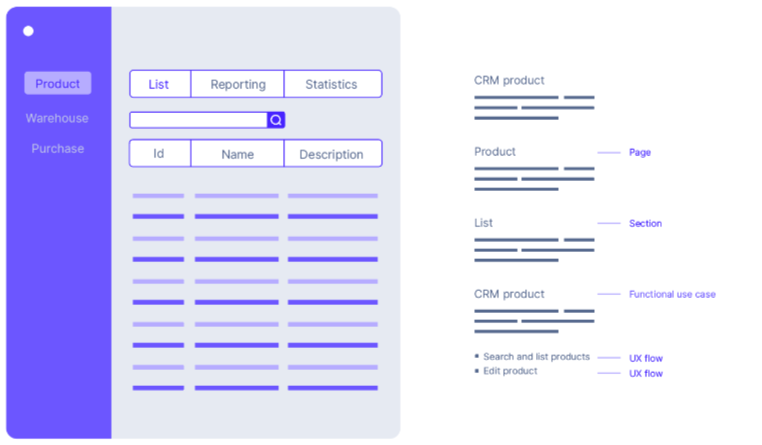 Product
Warehouse
Purchase
List
Reporting
Statistics
Id
Name
Description
CRM product
Product
Page
List
Section
CRM product
Functional use case
Search and list products
UX flow
Edit product
UX flow